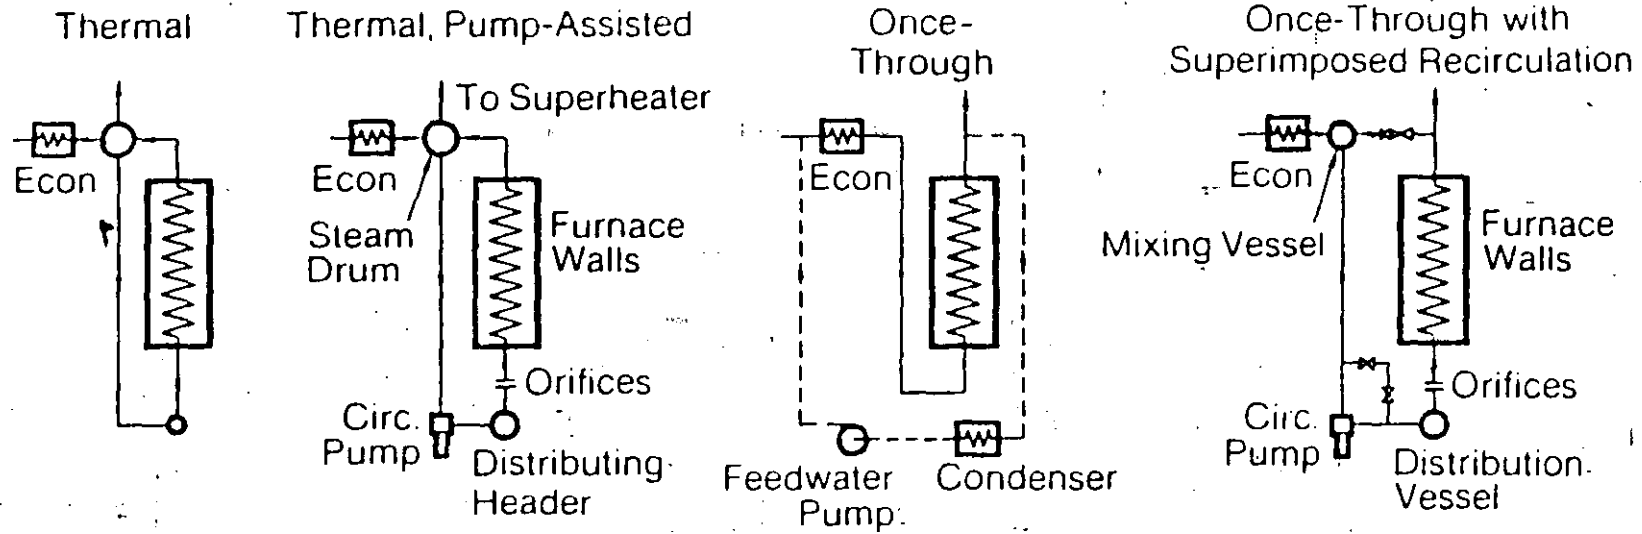 Thermal
Econ
Thermal, Pump-Assisted
To Superheater
Econ
Steam
Drum
Furnace
Walls
Orifices
Circ.
Pump
Distributing
Header
Once-
Through
Econ
Feedwater
Pump
Condenser
Once-Through with
Superimposed Recirculation
Econ
Mixing Vessel
Furnace
Walls
Orifices
Circ.
Pump
Distribution
Vessel